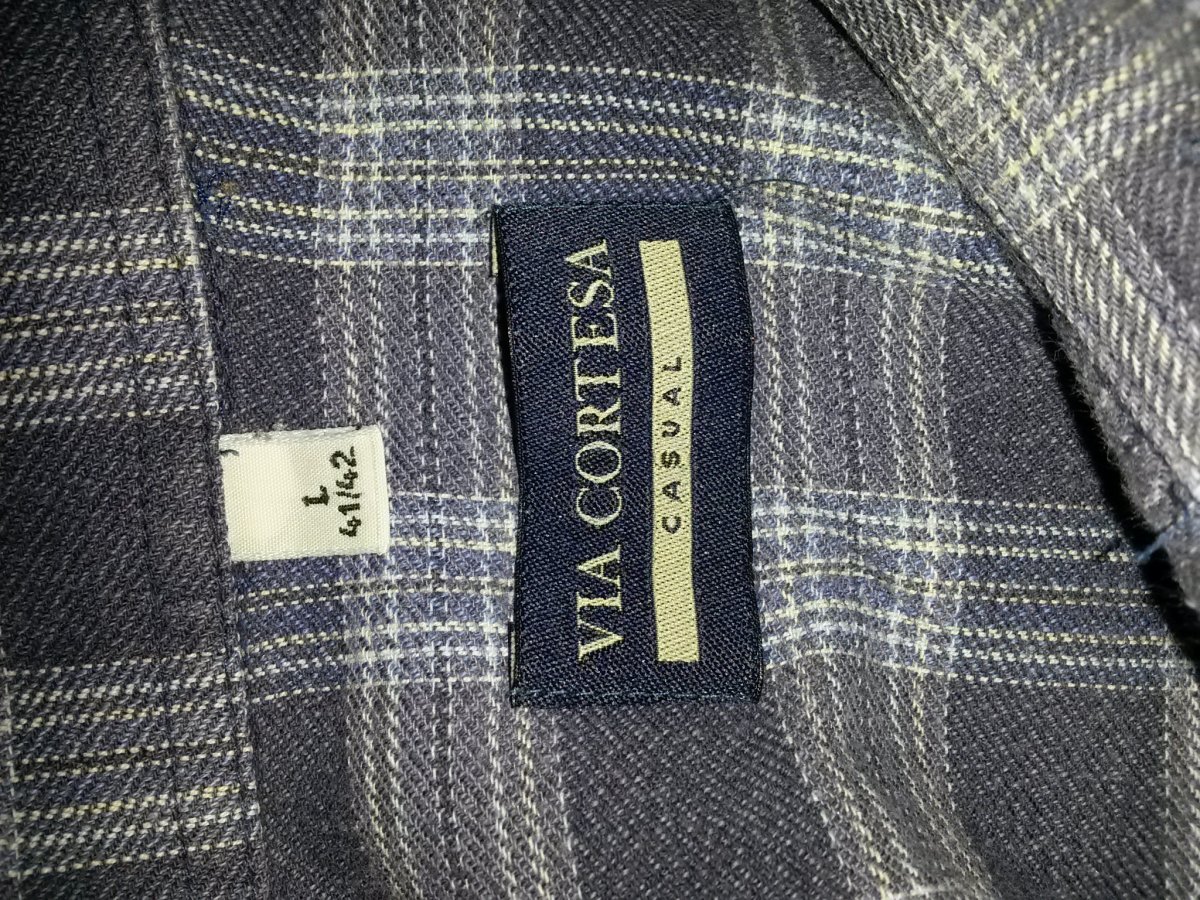 VIA CORTESA
CASUAL
L
41/42